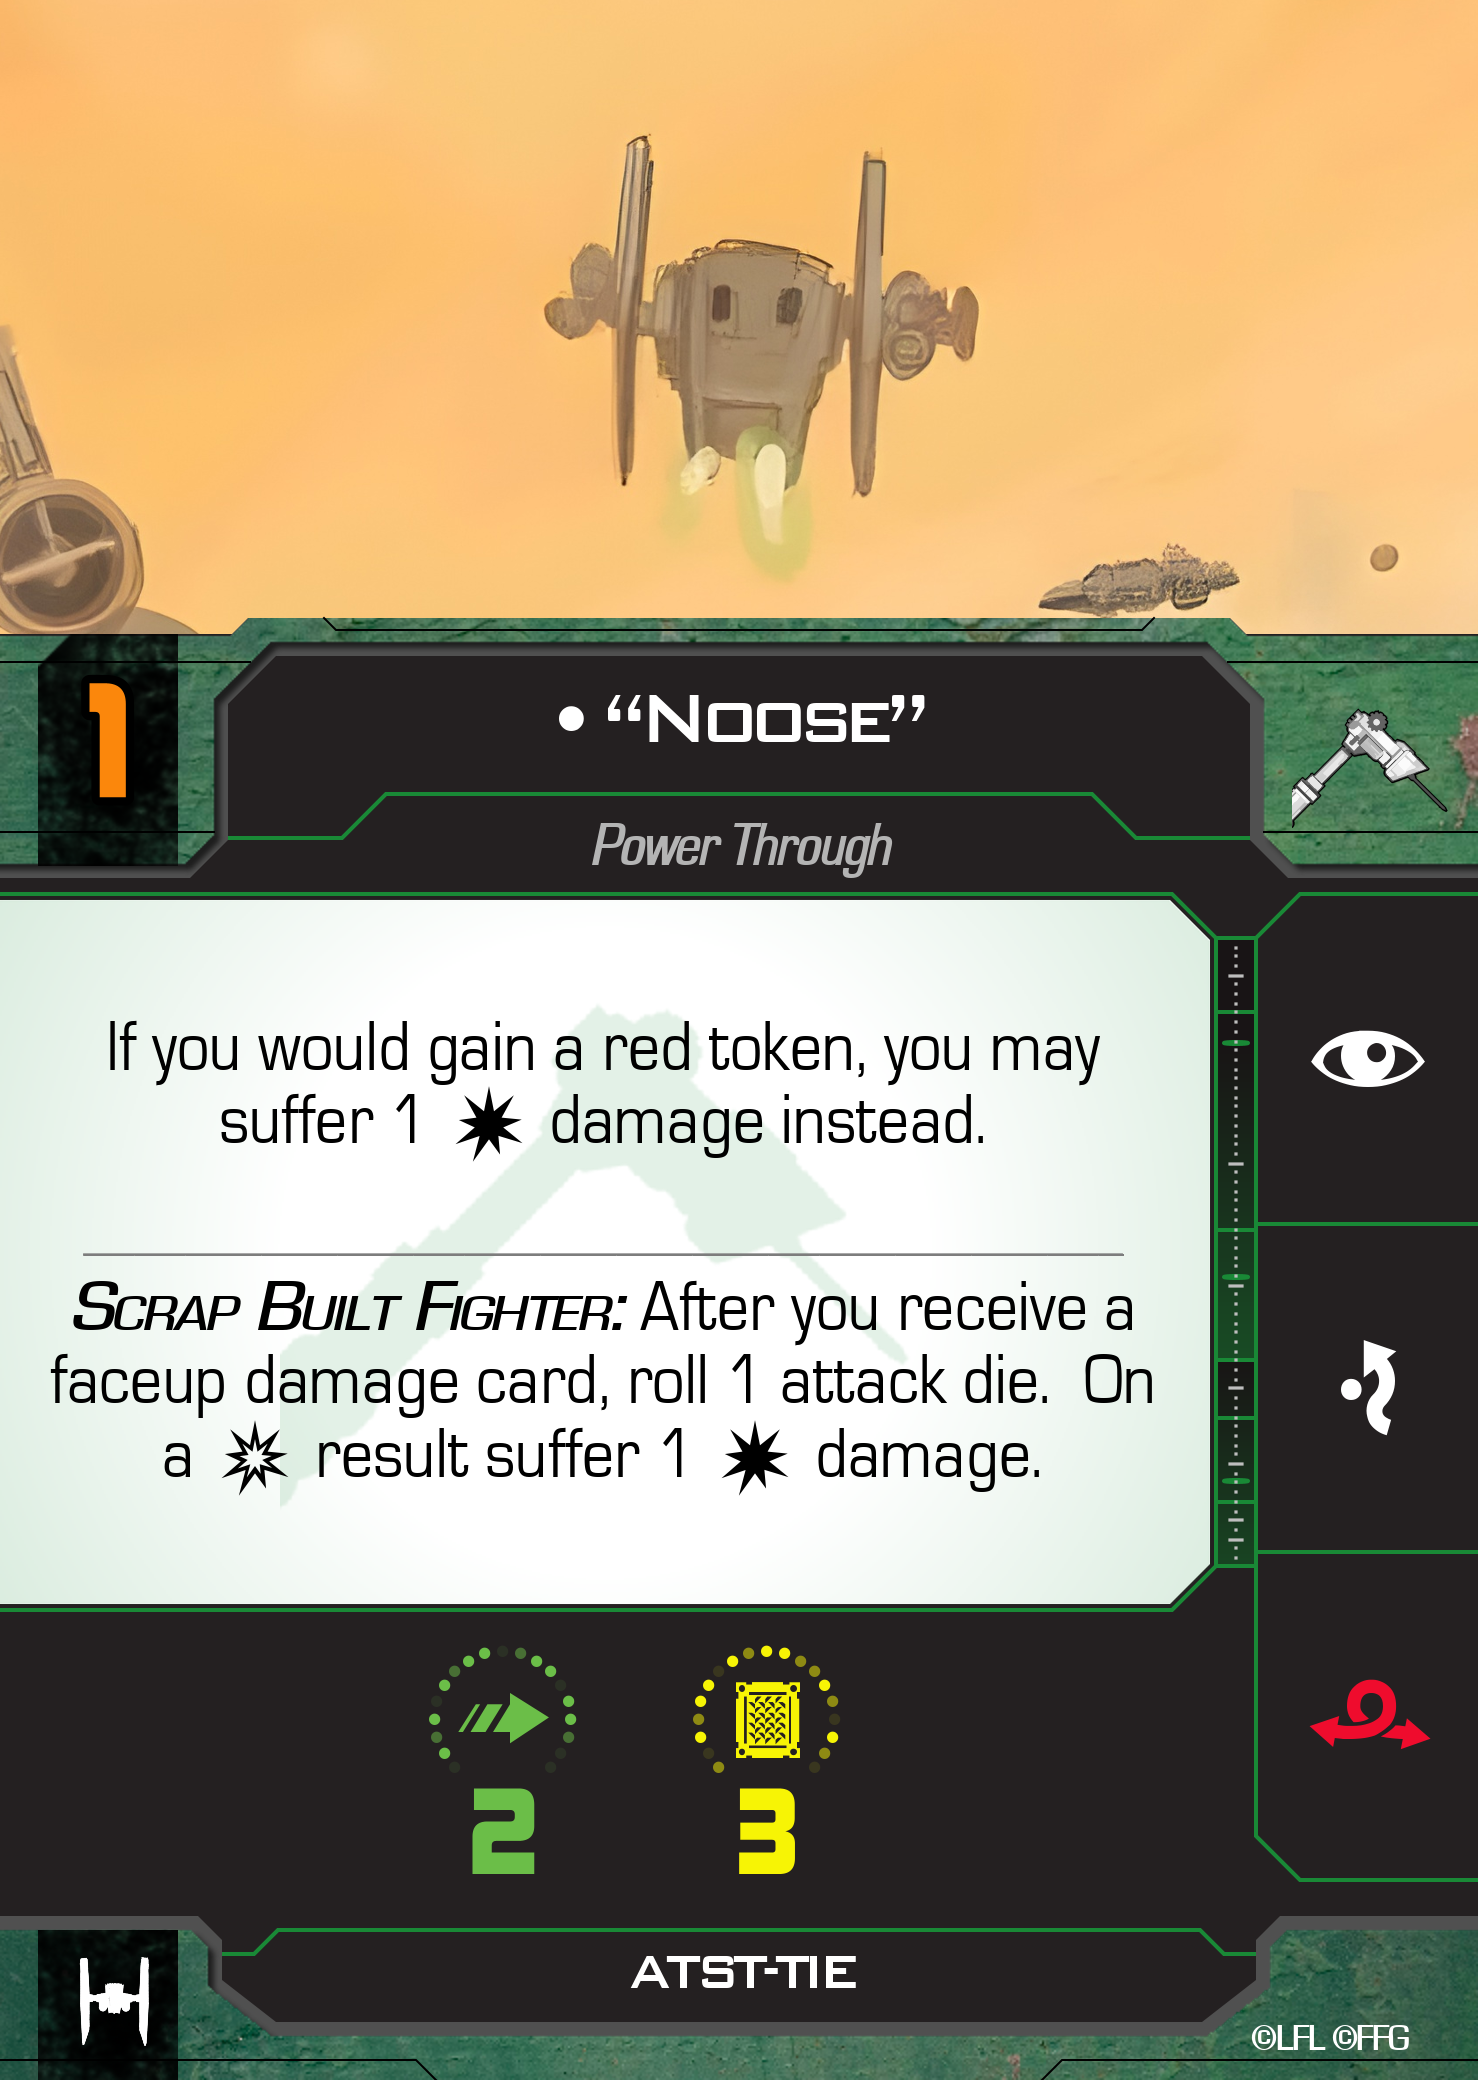 1
• “Noose”
Power Through
If you would gain a red token, you may
suffer 1 damage instead.
Scrap Built Fighter: After you receive a
faceup damage card, roll 1 attack die. On
a result suffer 1 damage.
2 3
ATST-TIE
©LFL ©FFG